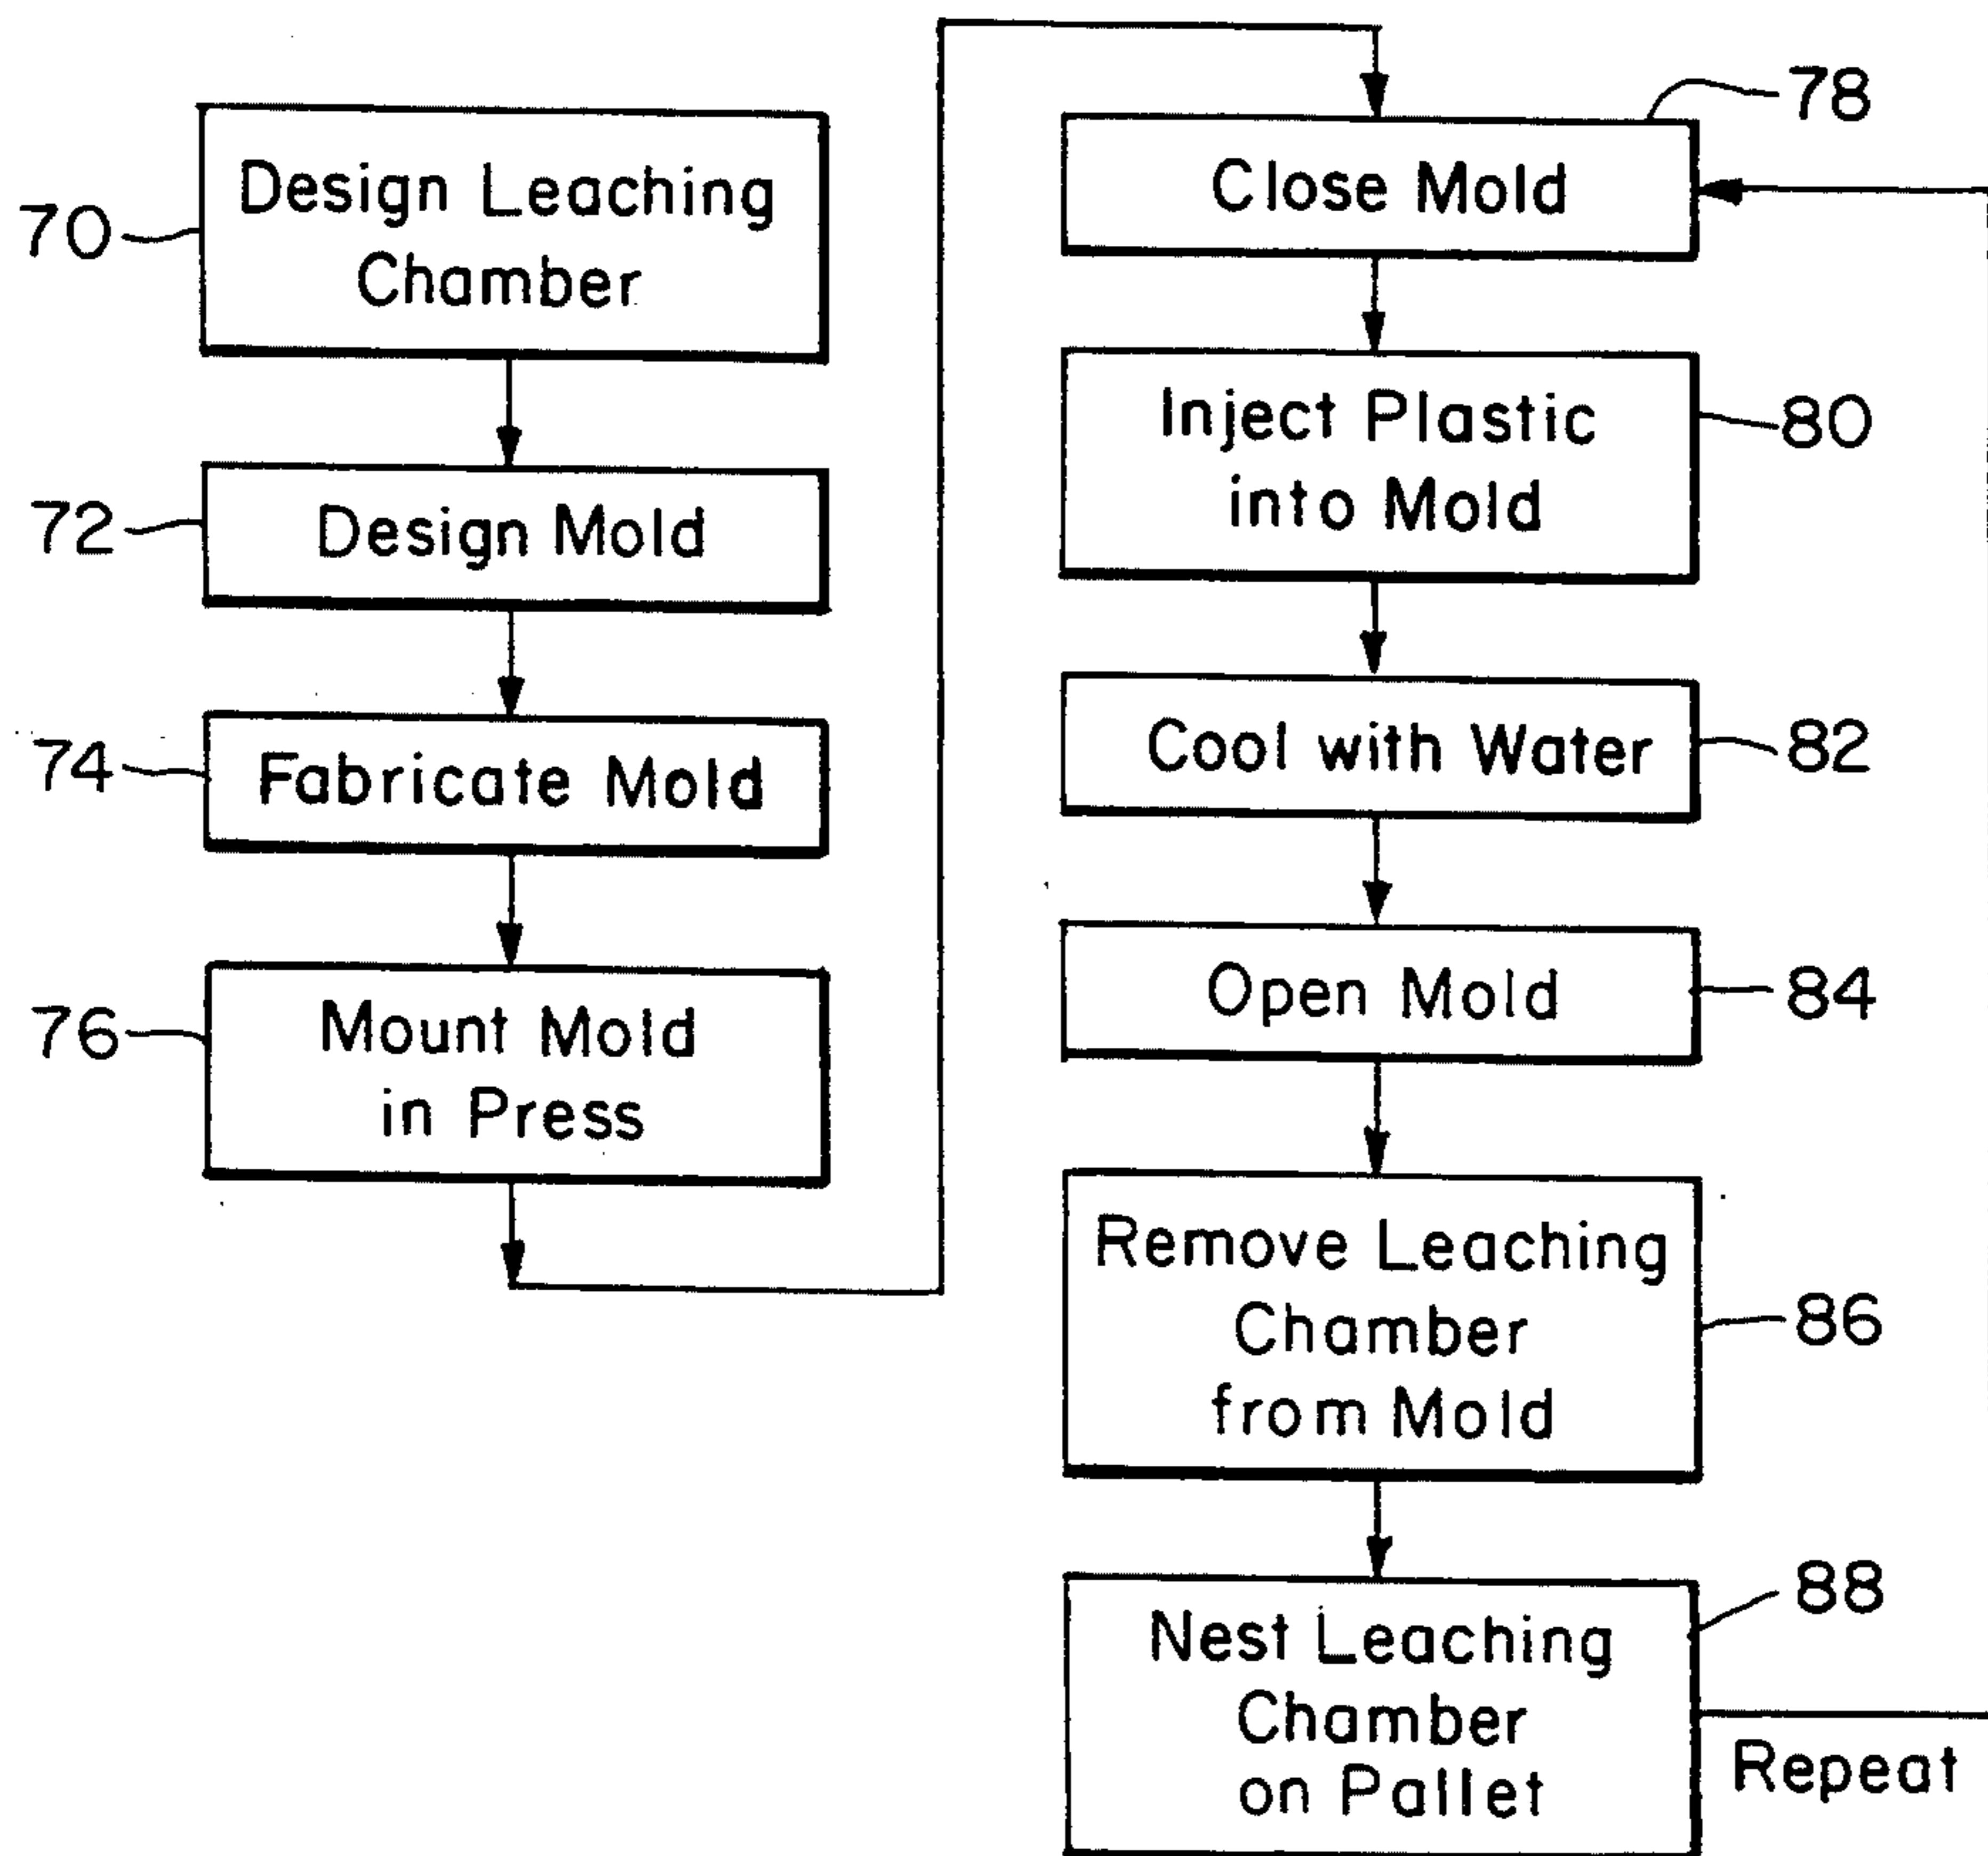 70
Design Leaching
Chamber
72
Design Mold
74
Fabricate Mold
76
Mount Mold
in Press
78
Close Mold
80
Inject Plastic
into Mold
82
Cool with Water
84
Open Mold
86
Remove Leaching
Chamber
from Mold
88
Nest Leaching
Chamber
on Pallet
Repeat